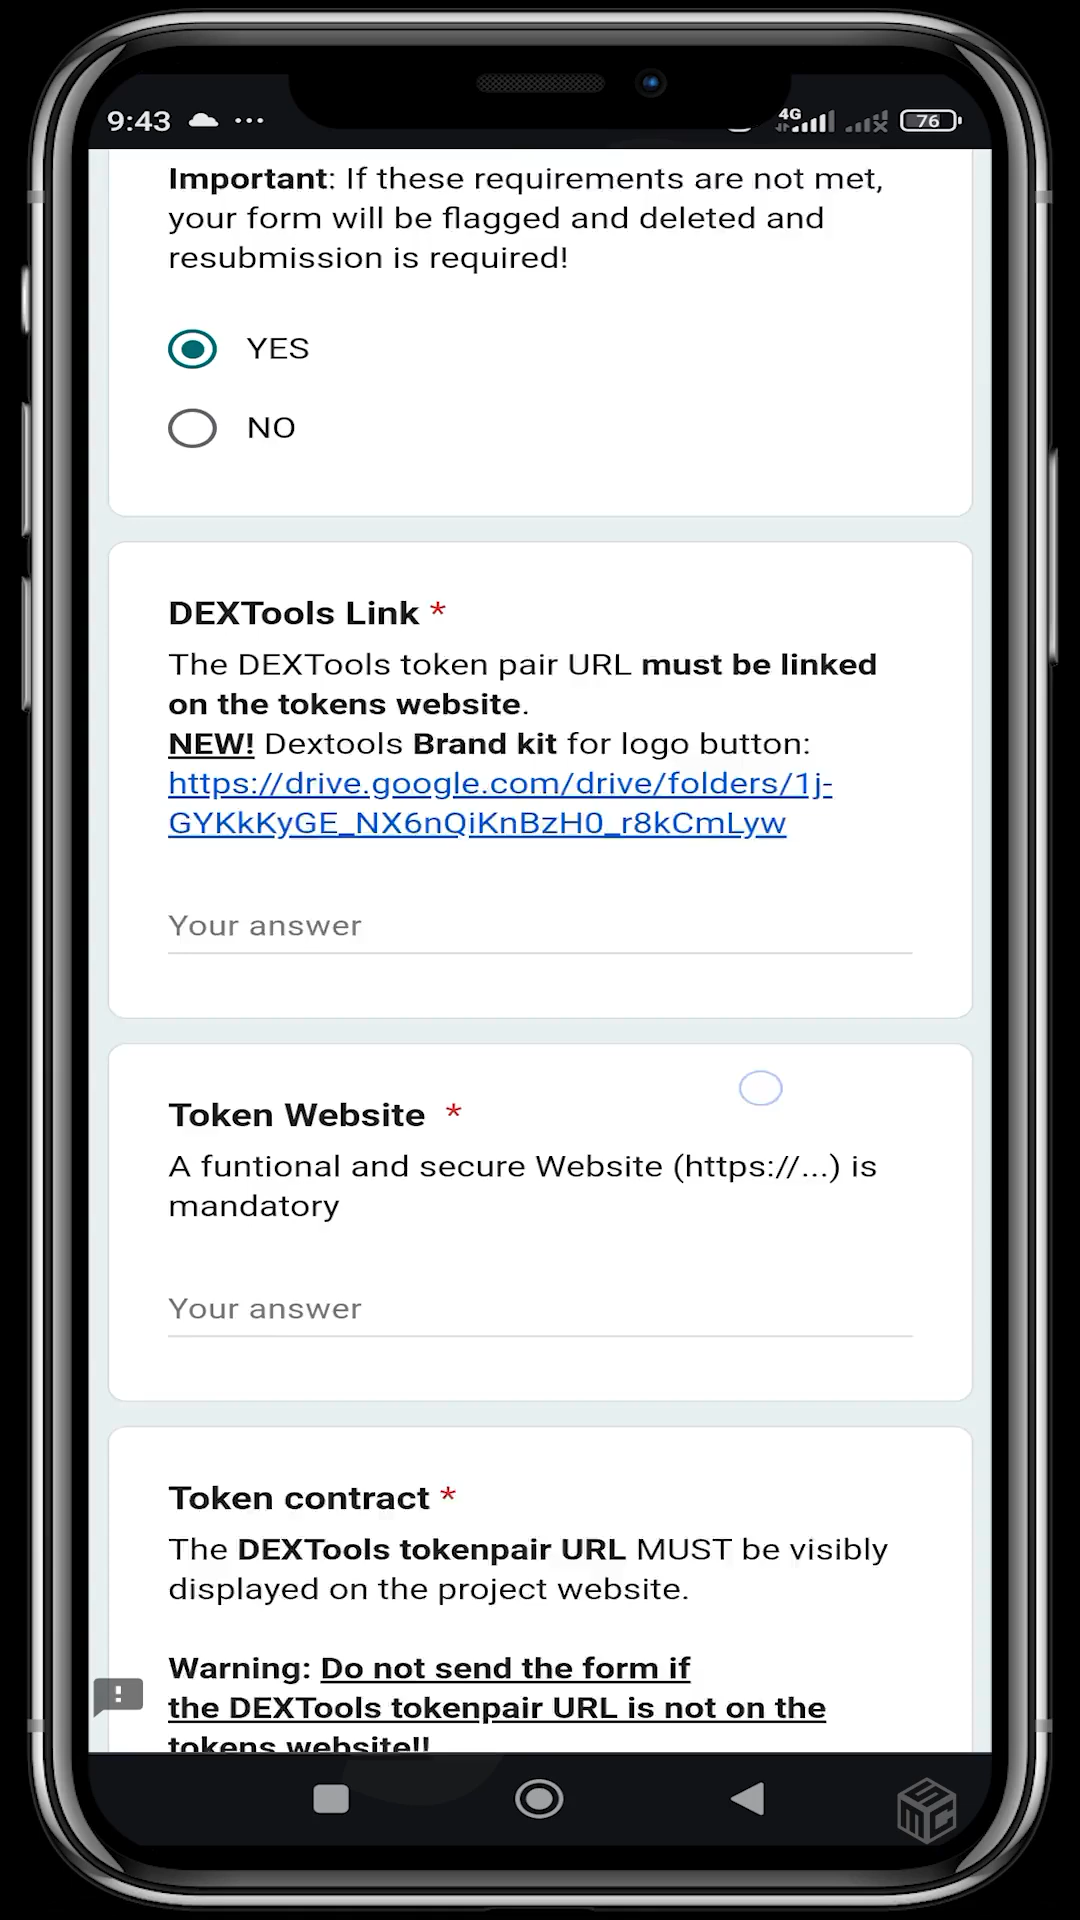 9:43
4G
76
Important: If these requirements are not met,
your form will be flagged and deleted and
resubmission is required!
YES
NO
DEXTools Link *
The DEXTools token pair URL must be linked
on the tokens website.
NEW! Dextools Brand kit for logo button:
https://drive.google.com/drive/folders/1j-
GYKkKyGE_NX6nQiKnBzH0_r8kCmLyw
Your answer
Token Website *
A funtional and secure Website (https://...) is
mandatory
Your answer
Token contract *
The DEXTools tokenpair URL MUST be visibly
displayed on the project website.
Warning: Do not send the form if
the DEXTools tokenpair URL is not on the
tokens website!!